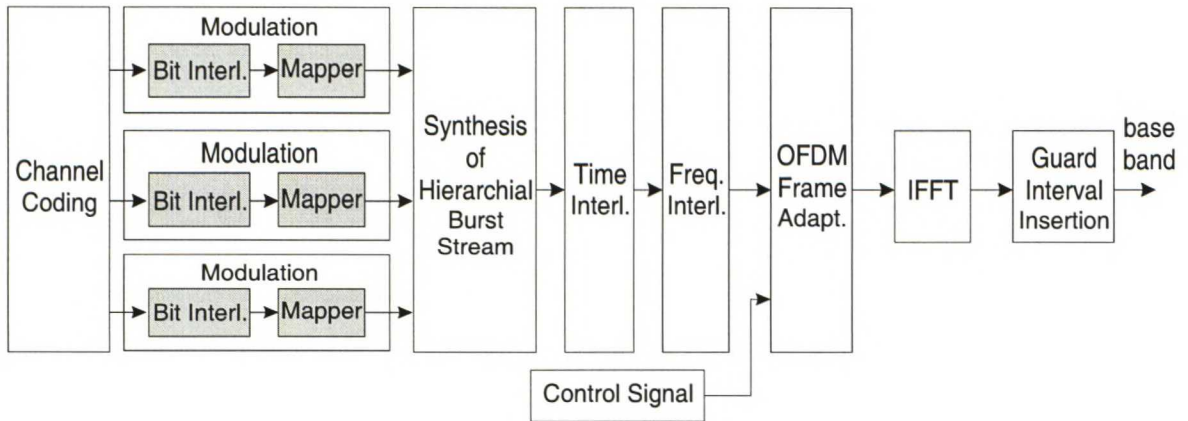 Channel
Coding
Modulation
Bit Interl.
Mapper
Modulation
Bit Interl.
Mapper
Modulation
Bit Interl.
Mapper
Synthesis
of
Hierarchial
Burst
Stream
Time
Interl.
Freq.
Interl.
OFDM
Frame
Adapt.
Control Signal
IFFT
Guard
Interval
Insertion
base
band